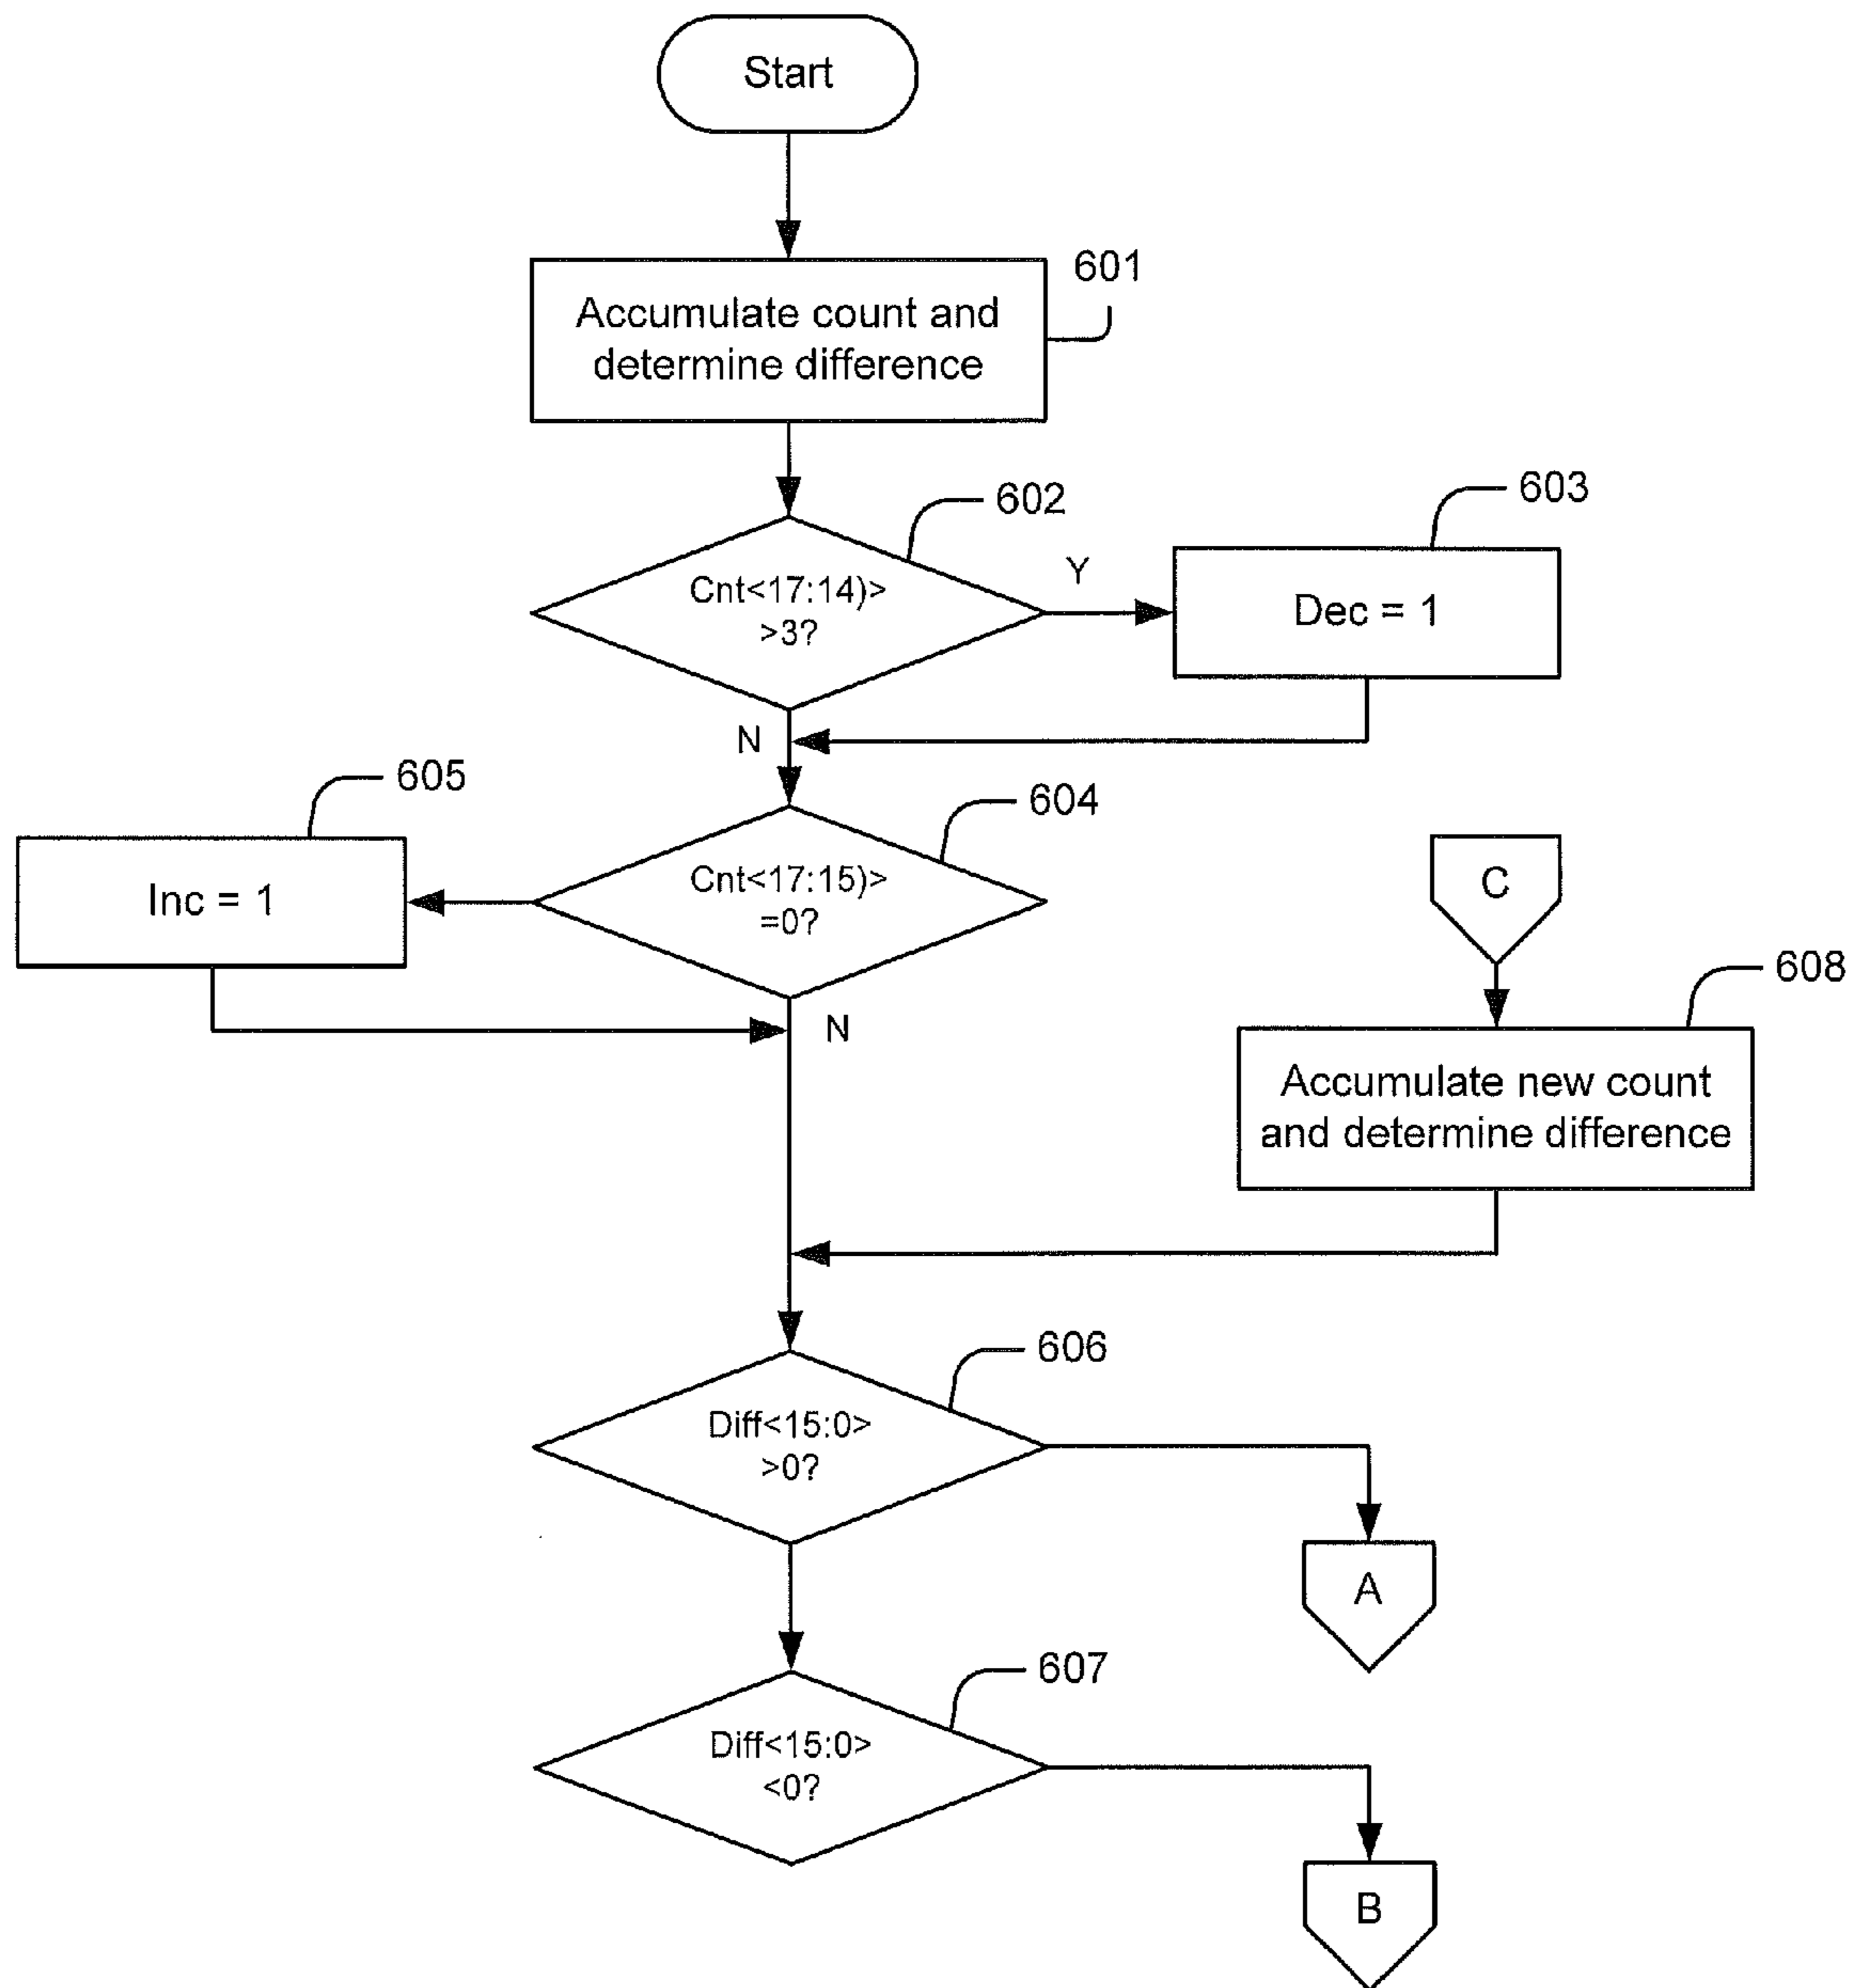 Start
601
Accumulate count and
determine difference
602
603
Cnt<17:14)>
>3?
Y
Dec = 1
N
605
604
Inc = 1
Cnt<17:15)>
=0?
C
608
N
Accumulate new count
and determine difference
606
Diff<15:0>
>0?
A
607
Diff<15:0>
<0?
B